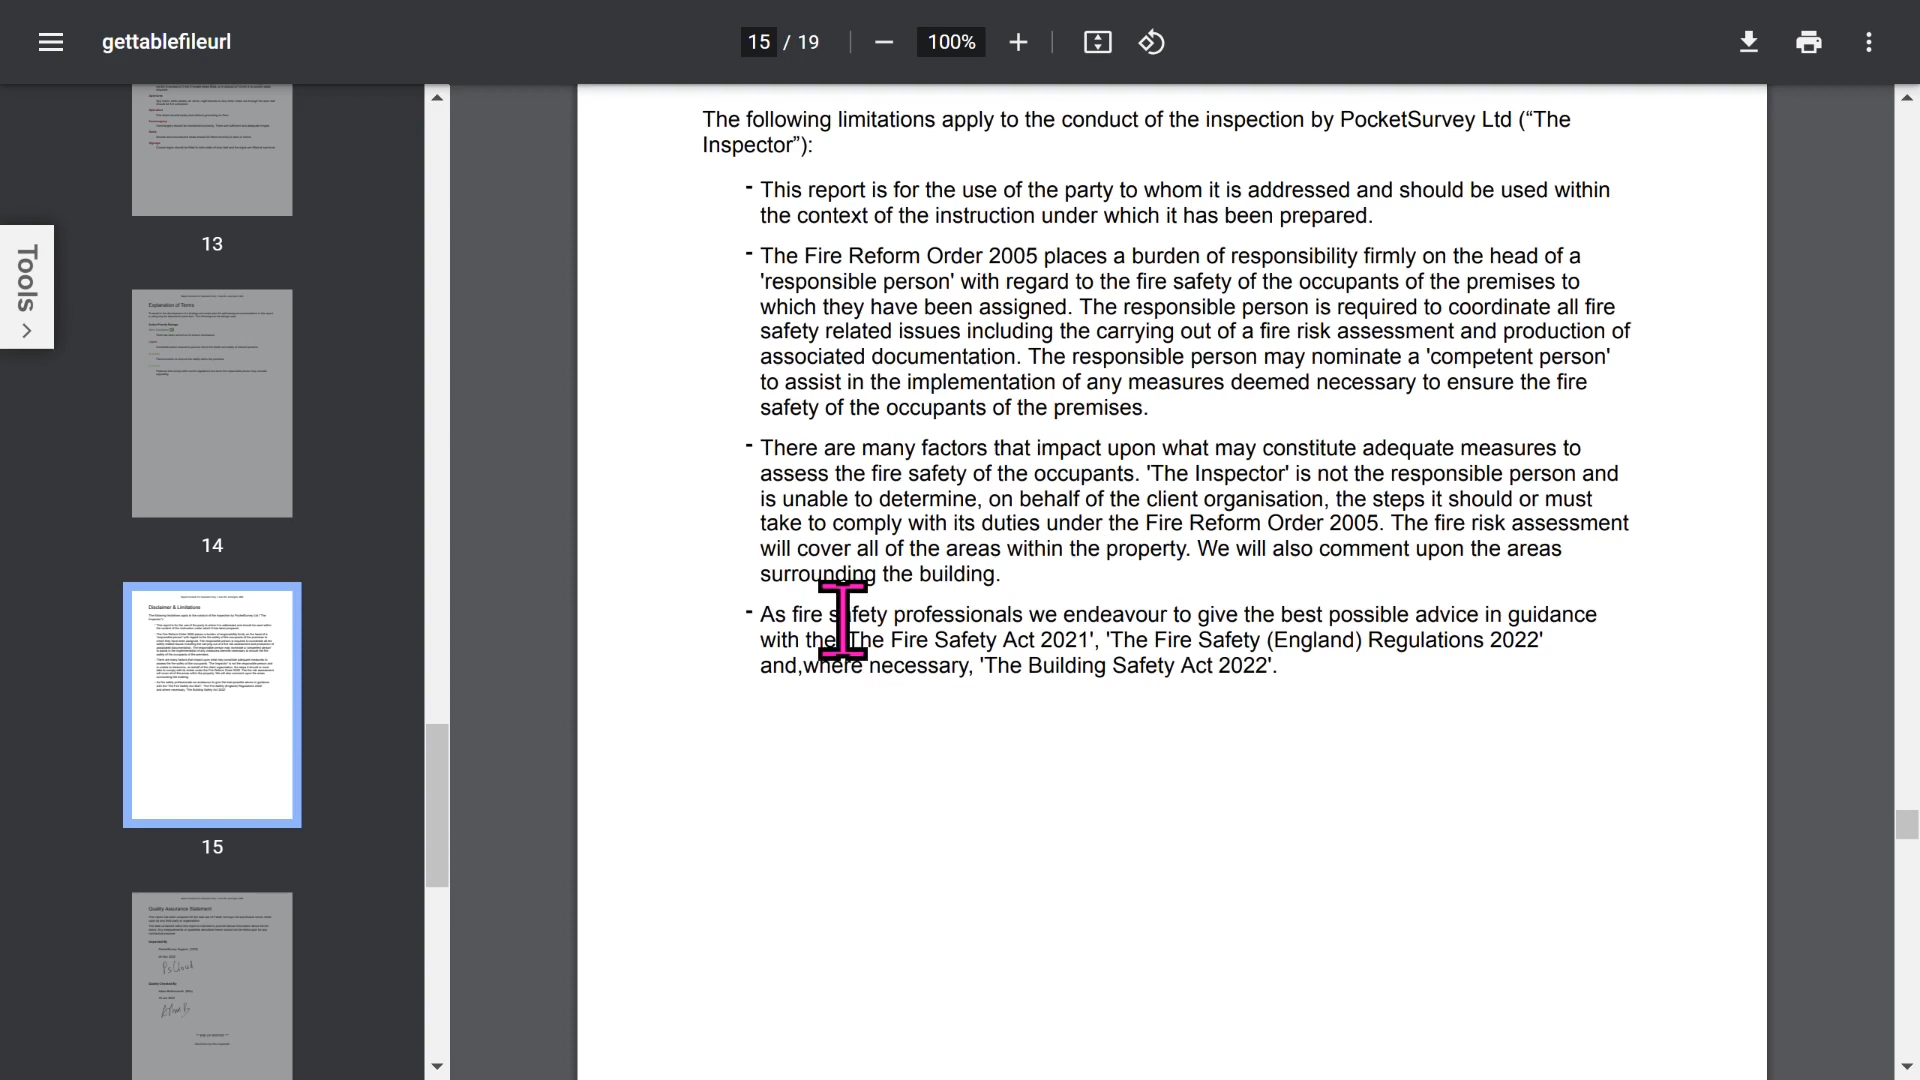 gettablefileurl
15 / 19
100%
Tools
13
Explanation of Terms
14
Disclaimer & Limitations
15
Quality Assurance Statement
The following limitations apply to the conduct of the inspection by PocketSurvey Ltd (“The
Inspector”):
- This report is for the use of the party to whom it is addressed and should be used within
the context of the instruction under which it has been prepared.
- The Fire Reform Order 2005 places a burden of responsibility firmly on the head of a
'responsible person' with regard to the fire safety of the occupants of the premises to
which they have been assigned. The responsible person is required to coordinate all fire
safety related issues including the carrying out of a fire risk assessment and production of
associated documentation. The responsible person may nominate a 'competent person'
to assist in the implementation of any measures deemed necessary to ensure the fire
safety of the occupants of the premises.
- There are many factors that impact upon what may constitute adequate measures to
assess the fire safety of the occupants. 'The Inspector' is not the responsible person and
is unable to determine, on behalf of the client organisation, the steps it should or must
take to comply with its duties under the Fire Reform Order 2005. The fire risk assessment
will cover all of the areas within the property. We will also comment upon the areas
surrounding the building.
- As fire safety professionals we endeavour to give the best possible advice in guidance
with the 'The Fire Safety Act 2021', 'The Fire Safety (England) Regulations 2022'
and,where necessary, 'The Building Safety Act 2022'.